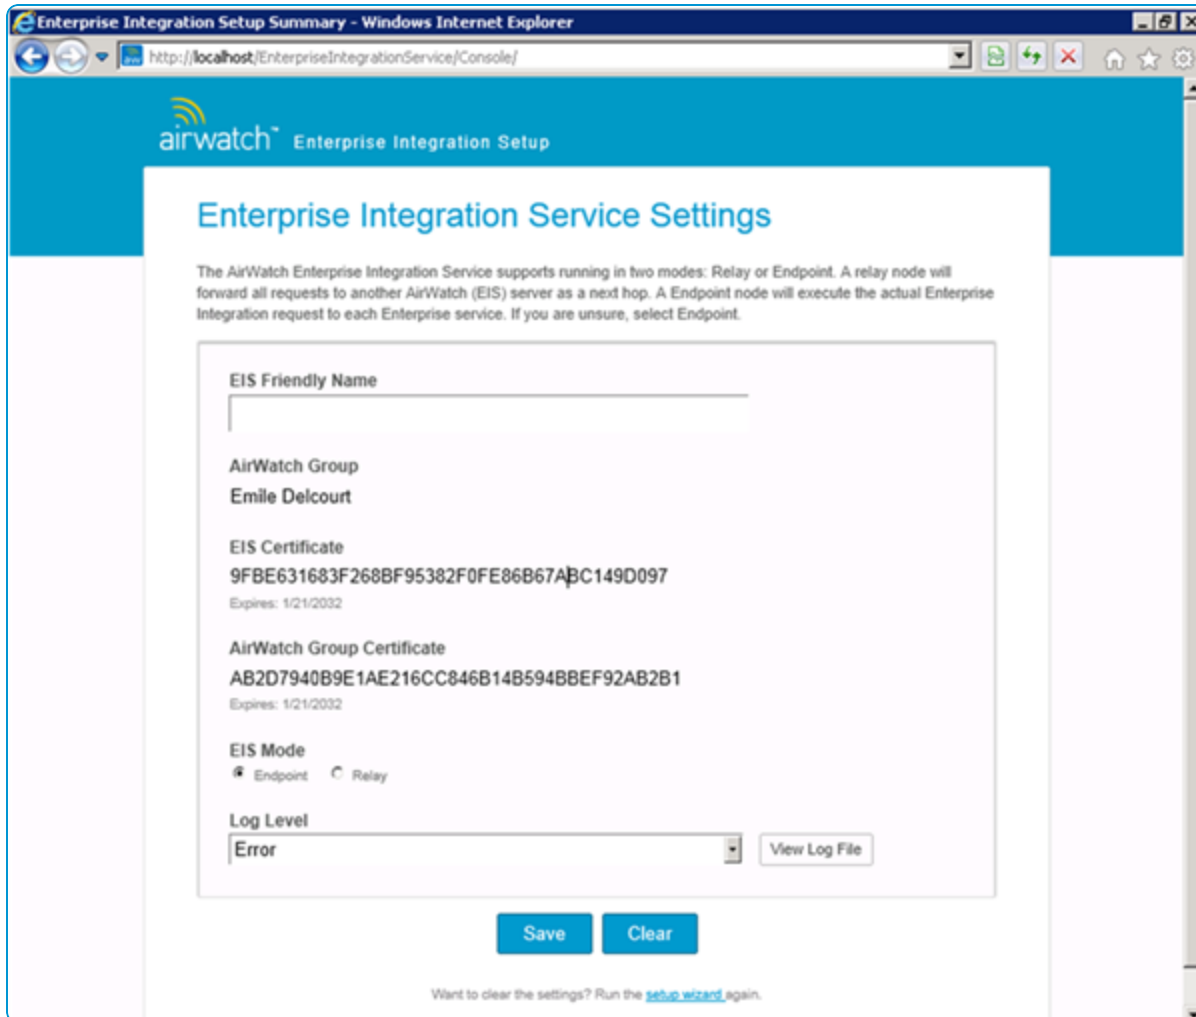 Enterprise Integration Setup Summary - Windows Internet Explorer
http://localhost/EnterpriseIntegrationService/Console/
airwatch™ Enterprise Integration Setup
Enterprise Integration Service Settings
The AirWatch Enterprise Integration Service supports running in two modes: Relay or Endpoint. A relay node will
forward all requests to another AirWatch (EIS) server as a next hop. A Endpoint node will execute the actual Enterprise
Integration request to each Enterprise service. If you are unsure, select Endpoint.
EIS Friendly Name
AirWatch Group
Emile Delcourt
EIS Certificate
9FBE631683F268BF95382F0FE86B67ABC149D097
Expires: 1/21/2032
AirWatch Group Certificate
AB2D7940B9E1AE216CC846B14B594BBEF92AB2B1
Expires: 1/21/2032
EIS Mode
Endpoint Relay
Log Level
Error View Log File
Save Clear
Want to clear the settings? Run the setup wizard again.